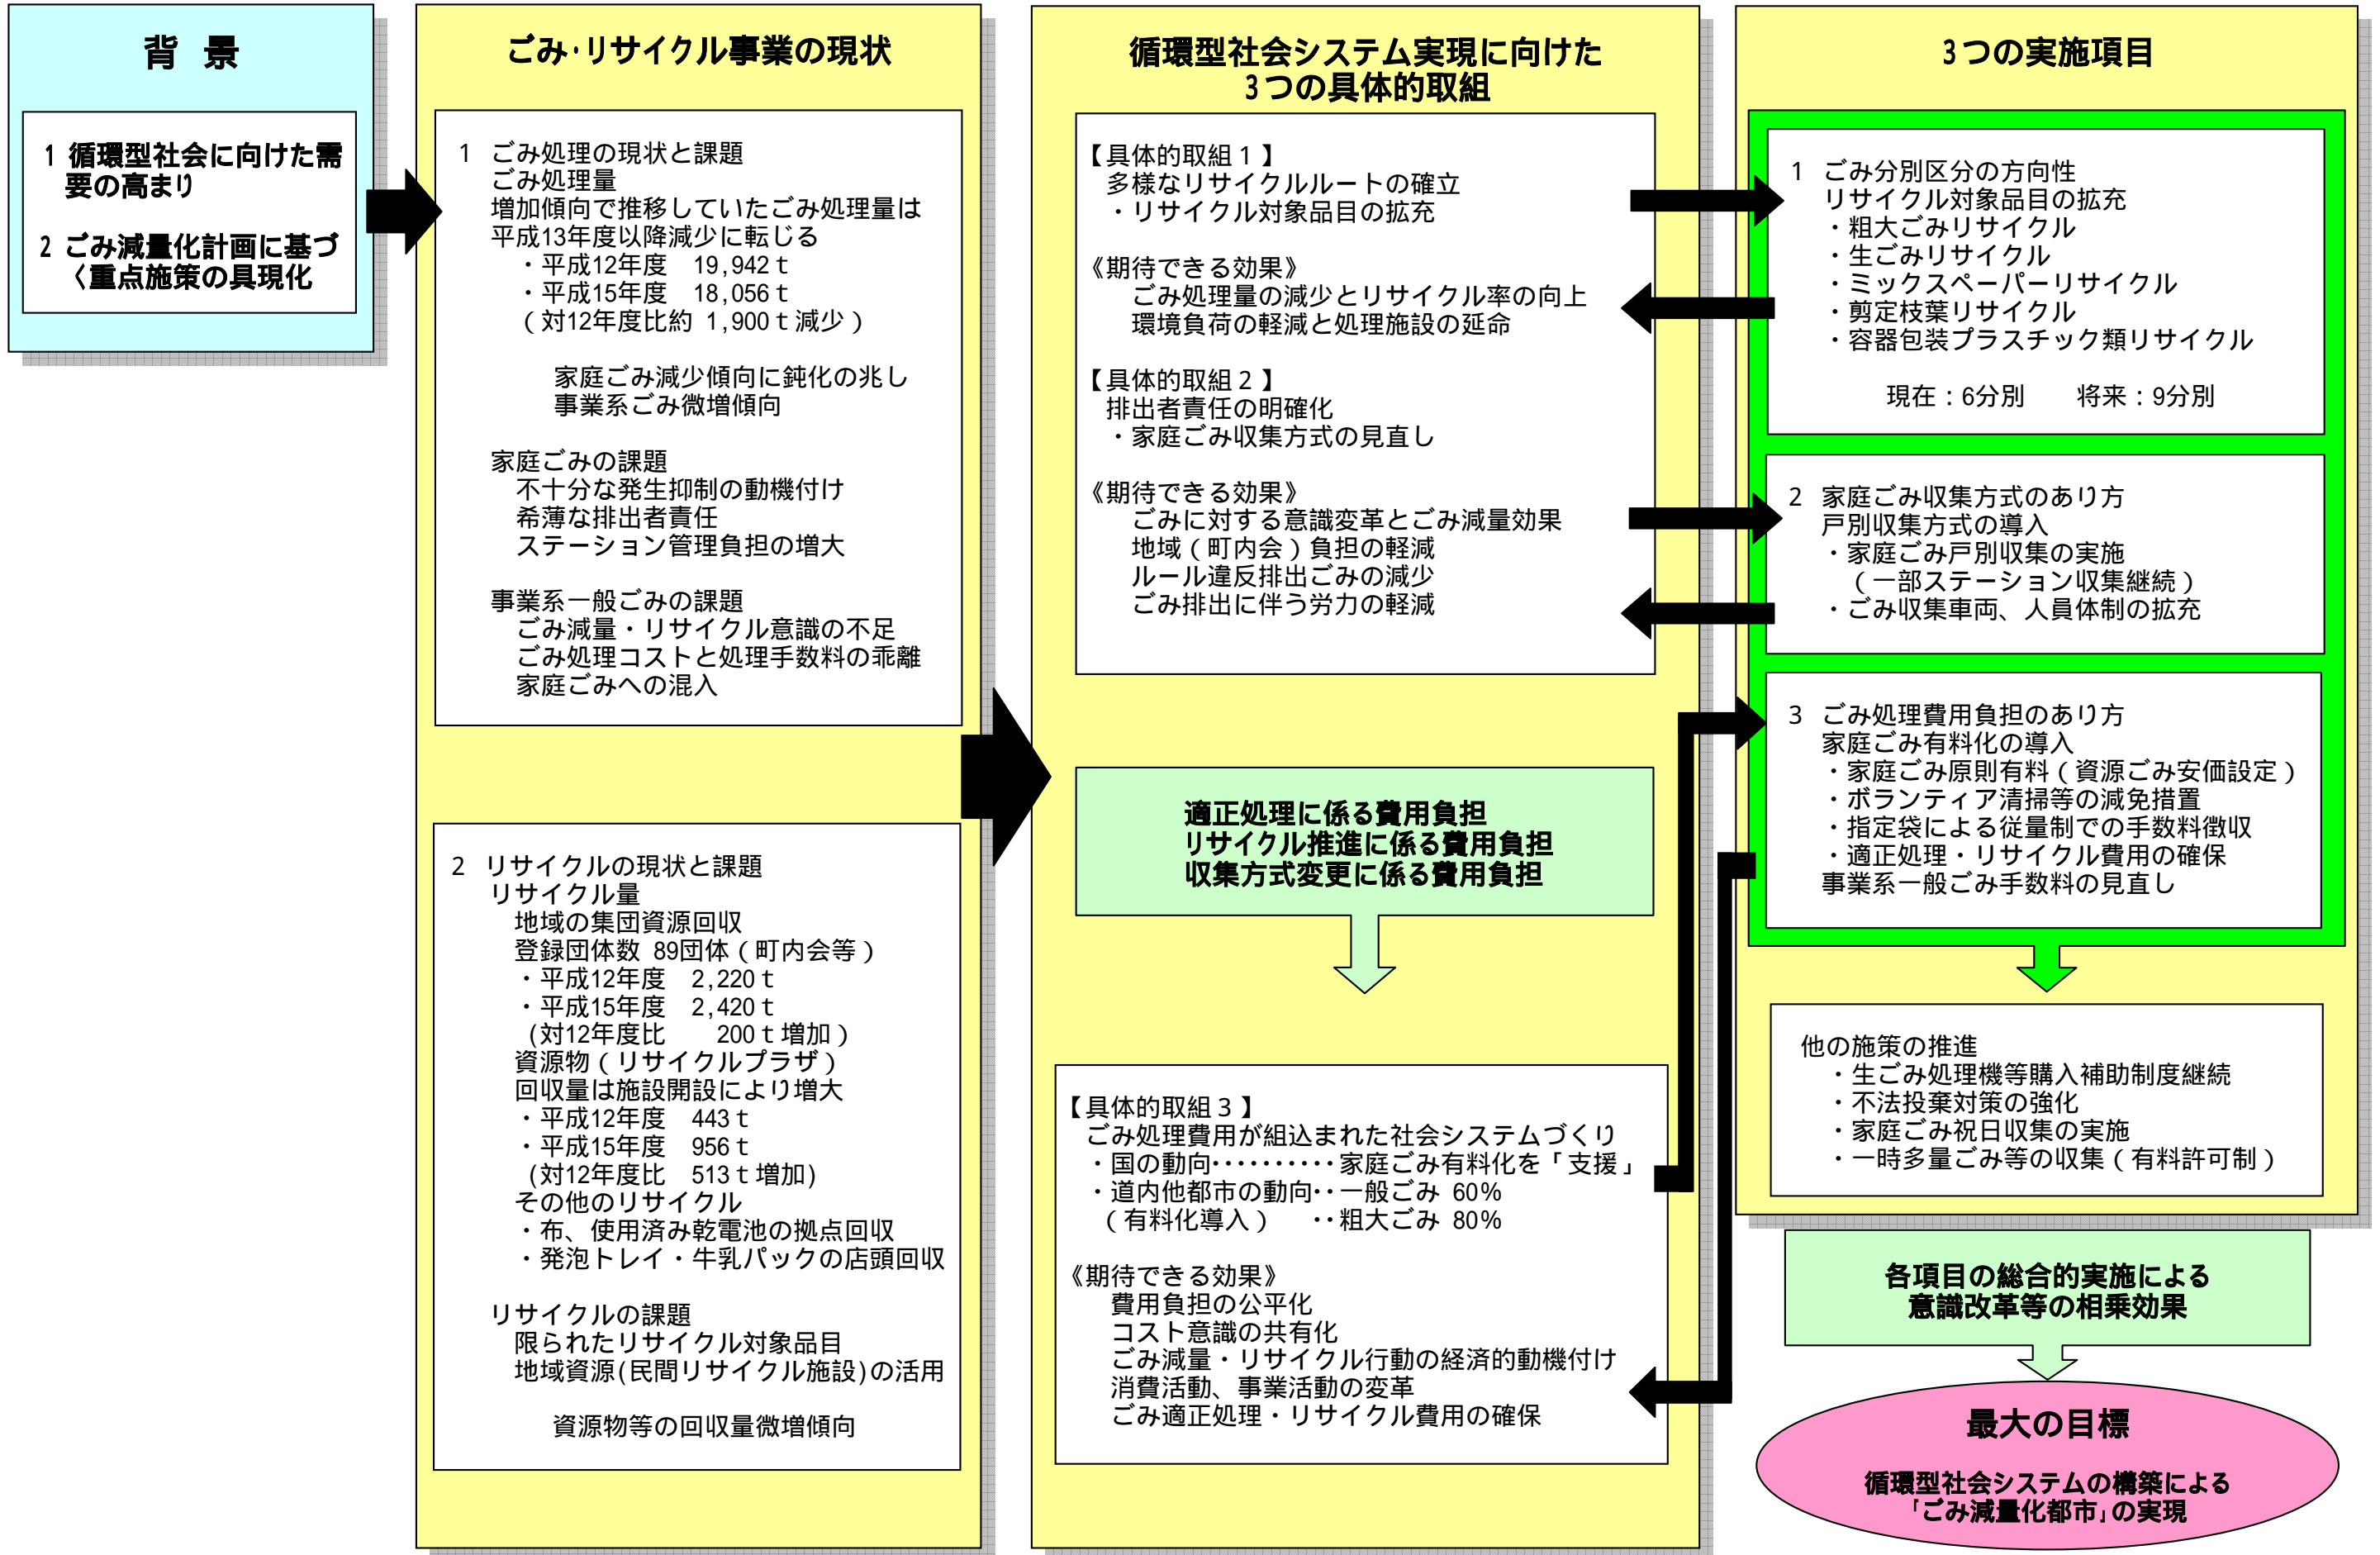 背 景
1 循環型社会に向けた需
要の高まり
2 ごみ減量化計画に基づ
く重点施策の具現化
ごみ・リサイクル事業の現状
1 ごみ処理の現状と課題
ごみ処理量
増加傾向で推移していたごみ処理量は
平成13年度以降減少に転じる
・平成12年度 19,942ｔ
・平成15年度 18,056ｔ
（対12年度比約 1,900ｔ減少）
家庭ごみ減少傾向に鈍化の兆し
事業系ごみ微増傾向
家庭ごみの課題
不十分な発生抑制の動機付け
希薄な排出者責任
ステーション管理負担の増大
事業系一般ごみの課題
ごみ減量・リサイクル意識の不足
ごみ処理コストと処理手数料の乖離
家庭ごみへの混入
2 リサイクルの現状と課題
リサイクル量
地域の集団資源回収
登録団体数 89団体（町内会等）
・平成12年度 2,220ｔ
・平成15年度 2,420ｔ
(対12年度比 200ｔ増加）
資源物（リサイクルプラザ）
回収量は施設開設により増大
・平成12年度 443ｔ
・平成15年度 956ｔ
(対12年度比 513ｔ増加)
その他のリサイクル
・布、使用済み乾電池の拠点回収
・発泡トレイ・牛乳パックの店頭回収
リサイクルの課題
限られたリサイクル対象品目
地域資源(民間リサイクル施設)の活用
資源物等の回収量微増傾向
循環型社会システム実現に向けた
3つの具体的取組
【具体的取組１】
多様なリサイクルルートの確立
・リサイクル対象品目の拡充
《期待できる効果》
ごみ処理量の減少とリサイクル率の向上
環境負荷の軽減と処理施設の延命
【具体的取組２】
排出者責任の明確化
・家庭ごみ収集方式の見直し
《期待できる効果》
ごみに対する意識変革とごみ減量効果
地域（町内会）負担の軽減
ルール違反排出ごみの減少
ごみ排出に伴う労力の軽減
適正処理に係る費用負担
リサイクル推進に係る費用負担
収集方式変更に係る費用負担
【具体的取組３】
ごみ処理費用が組込まれた社会システムづくり
・国の動向・・・・・・・・・・家庭ごみ有料化を「支援」
・道内他都市の動向・・一般ごみ 60%
（有料化導入） ・・粗大ごみ 80%
《期待できる効果》
費用負担の公平化
コスト意識の共有化
ごみ減量・リサイクル行動の経済的動機付け
消費活動、事業活動の変革
ごみ適正処理・リサイクル費用の確保
3つの実施項目
1 ごみ分別区分の方向性
リサイクル対象品目の拡充
・粗大ごみリサイクル
・生ごみリサイクル
・ミックスペーパーリサイクル
・剪定枝葉リサイクル
・容器包装プラスチック類リサイクル
現在：6分別 将来：9分別
2 家庭ごみ収集方式のあり方
戸別収集方式の導入
・家庭ごみ戸別収集の実施
（一部ステーション収集継続）
・ごみ収集車両、人員体制の拡充
3 ごみ処理費用負担のあり方
家庭ごみ有料化の導入
・家庭ごみ原則有料（資源ごみ安価設定）
・ボランティア清掃等の減免措置
・指定袋による従量制での手数料徴収
・適正処理・リサイクル費用の確保
事業系一般ごみ手数料の見直し
他の施策の推進
・生ごみ処理機等購入補助制度継続
・不法投棄対策の強化
・家庭ごみ祝日収集の実施
・一時多量ごみ等の収集（有料許可制）
各項目の総合的実施による
意識改革等の相乗効果
最大の目標
循環型社会システムの構築による
「ごみ減量化都市」の実現